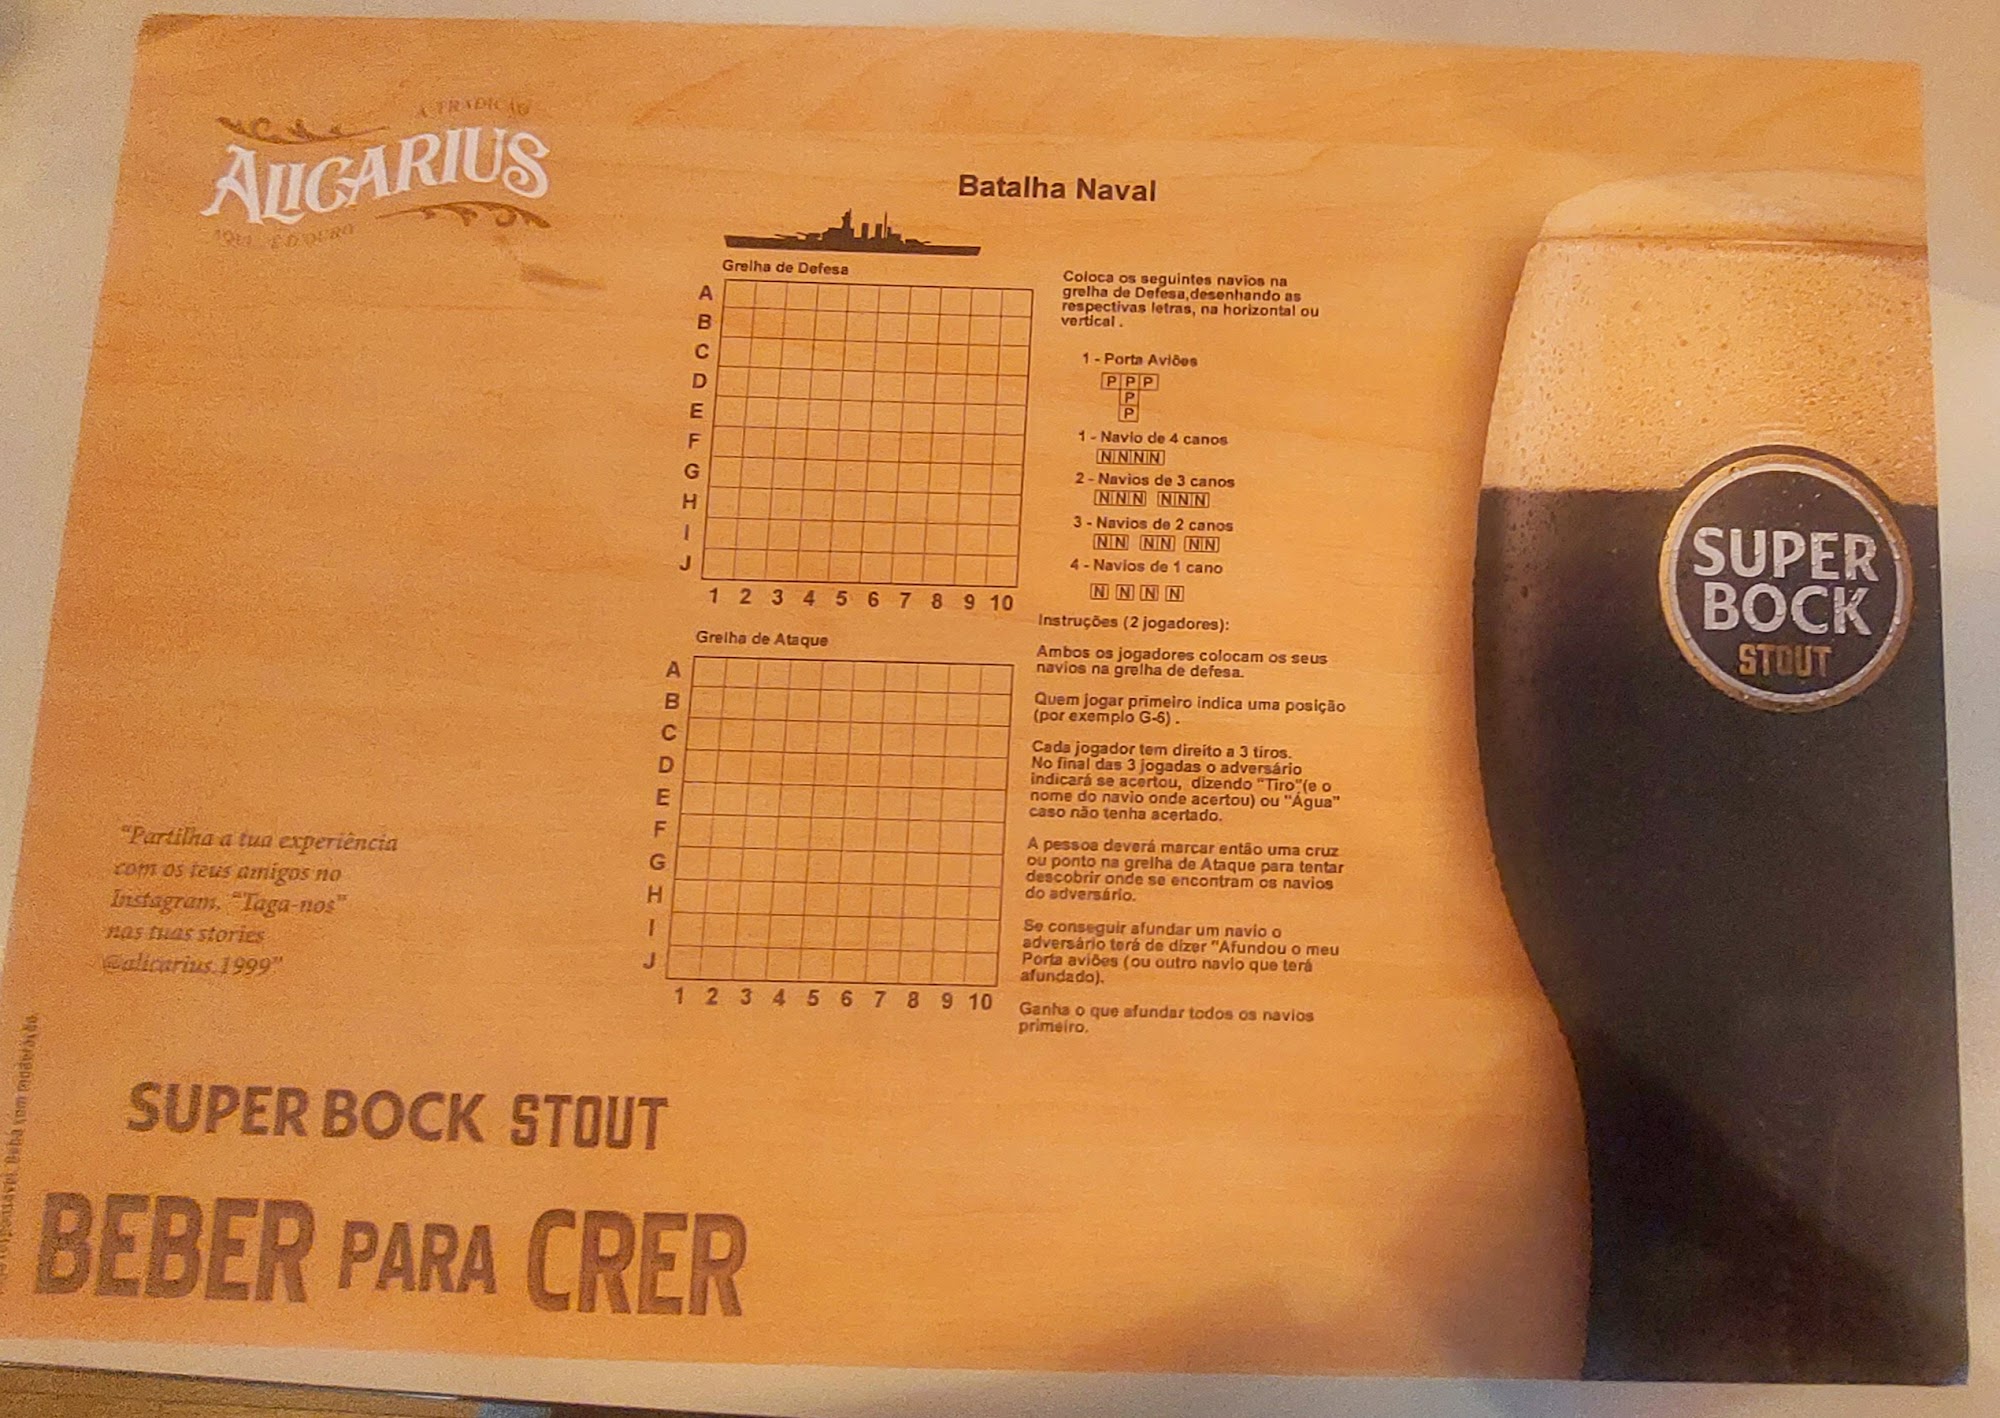 A TRADIÇÃO
ALICARIUS
AQUI É D'OURO
Batalha Naval
Grelha de Defesa
A
B
C
D
E
F
G
H
I
J
1 2 3 4 5 6 7 8 9 10
Grelha de Ataque
A
B
C
D
E
F
G
H
I
J
1 2 3 4 5 6 7 8 9 10
Coloca os seguintes navios na
grelha de Defesa,desenhando as
respectivas letras, na horizontal ou
vertical .
1 - Porta Aviões
P P P
P
P
1 - Navio de 4 canos
N N N N
2 - Navios de 3 canos
N N N N N N
3 - Navios de 2 canos
N N N N N N
4 - Navios de 1 cano
N N N N
Instruções (2 jogadores):
Ambos os jogadores colocam os seus
navios na grelha de defesa.
Quem jogar primeiro indica uma posição
(por exemplo G-6) .
Cada jogador tem direito a 3 tiros.
No final das 3 jogadas o adversário
indicará se acertou, dizendo "Tiro"(e o
nome do navio onde acertou) ou "Água"
caso não tenha acertado.
A pessoa deverá marcar então uma cruz
ou ponto na grelha de Ataque para tentar
descobrir onde se encontram os navios
do adversário.
Se conseguir afundar um navio o
adversário terá de dizer "Afundou o meu
Porta aviões (ou outro navio que terá
afundado).
Ganha o que afundar todos os navios
primeiro.
SUPER
BOCK
STOUT
"Partilha a tua experiência
com os teus amigos no
Instagram. "Taga-nos"
nas tuas stories
@alicarius.1999"
SUPER BOCK STOUT
BEBER PARA CRER
Beba com moderação.